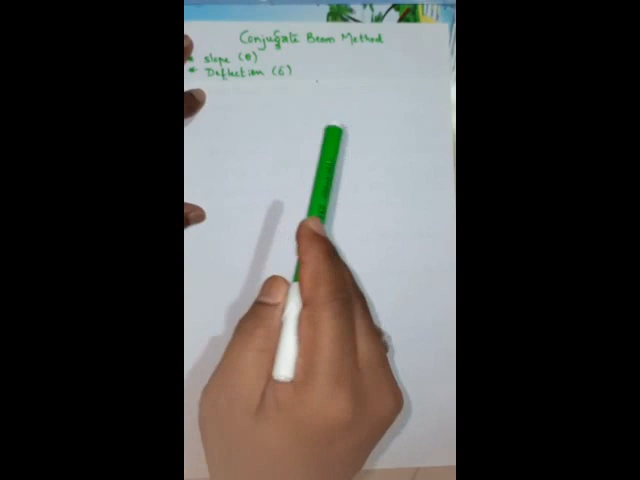 Conjugate Beam Method
* slope (θ)
* Deflection (δ)